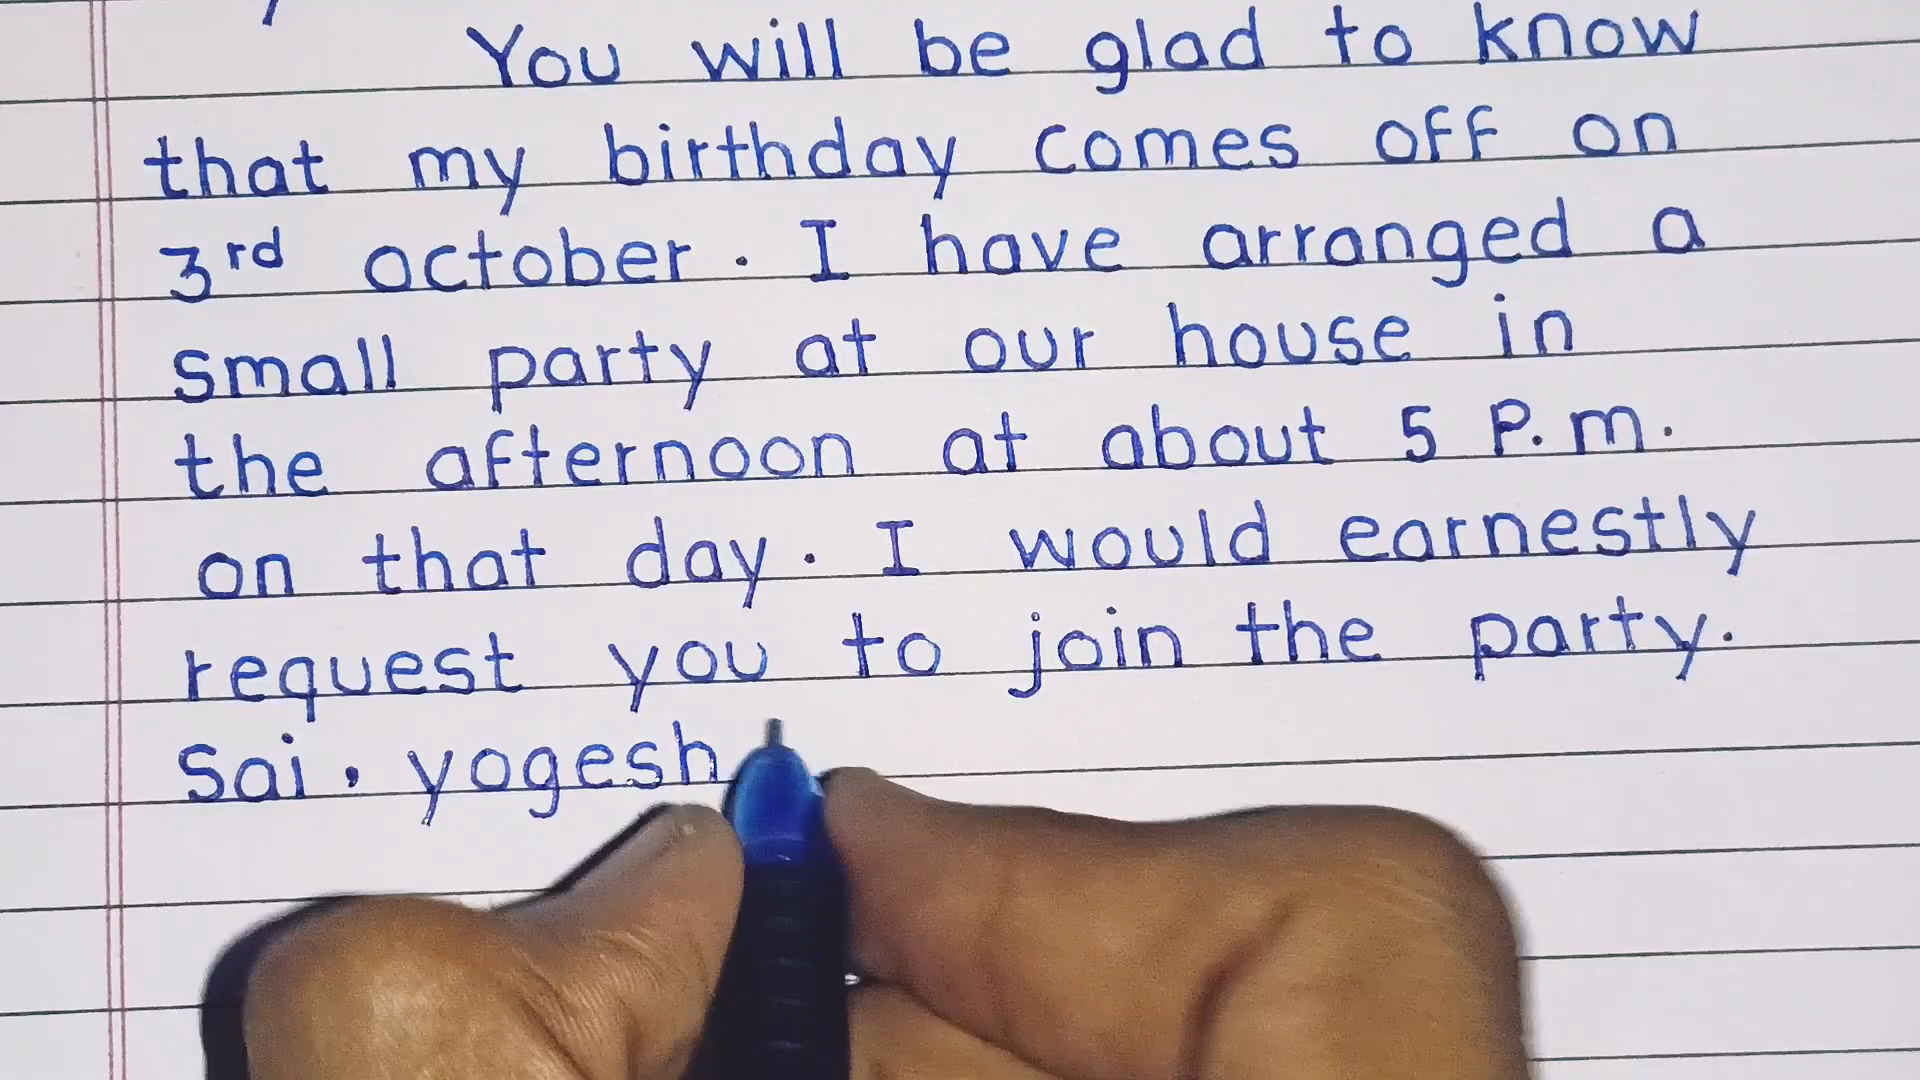 You will be glad to know
that my birthday comes off on
3rd october. I have arranged a
small party at our house in
the afternoon at about 5 P.m.
on that day. I would earnestly
request you to join the party.
Sai, yogesh